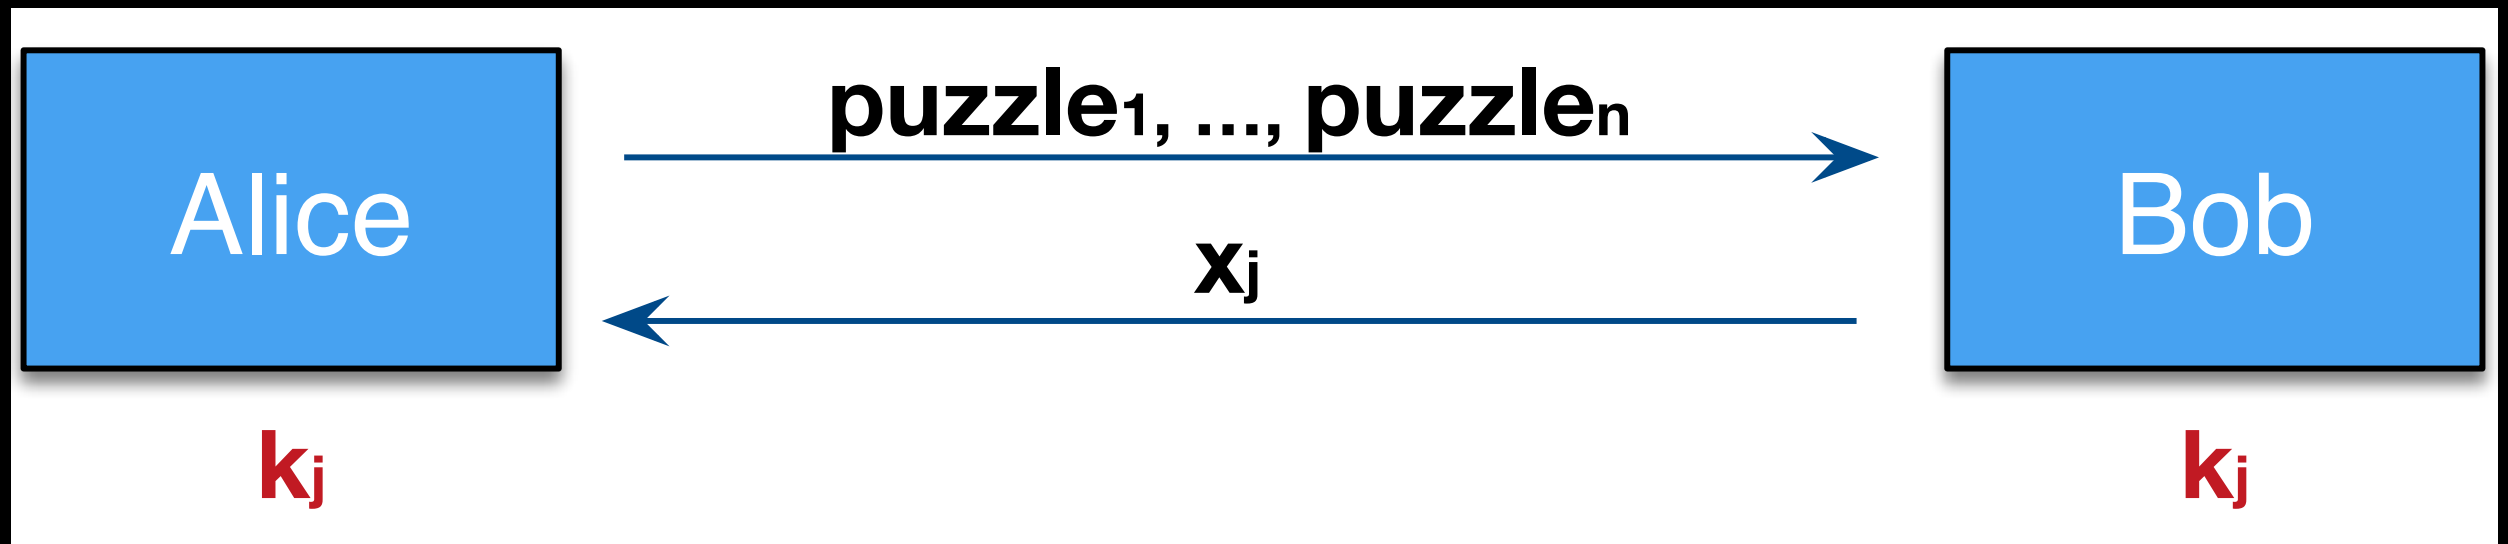 puzzle1, ..., puzzlen
Alice
Bob
xj
kj
kj